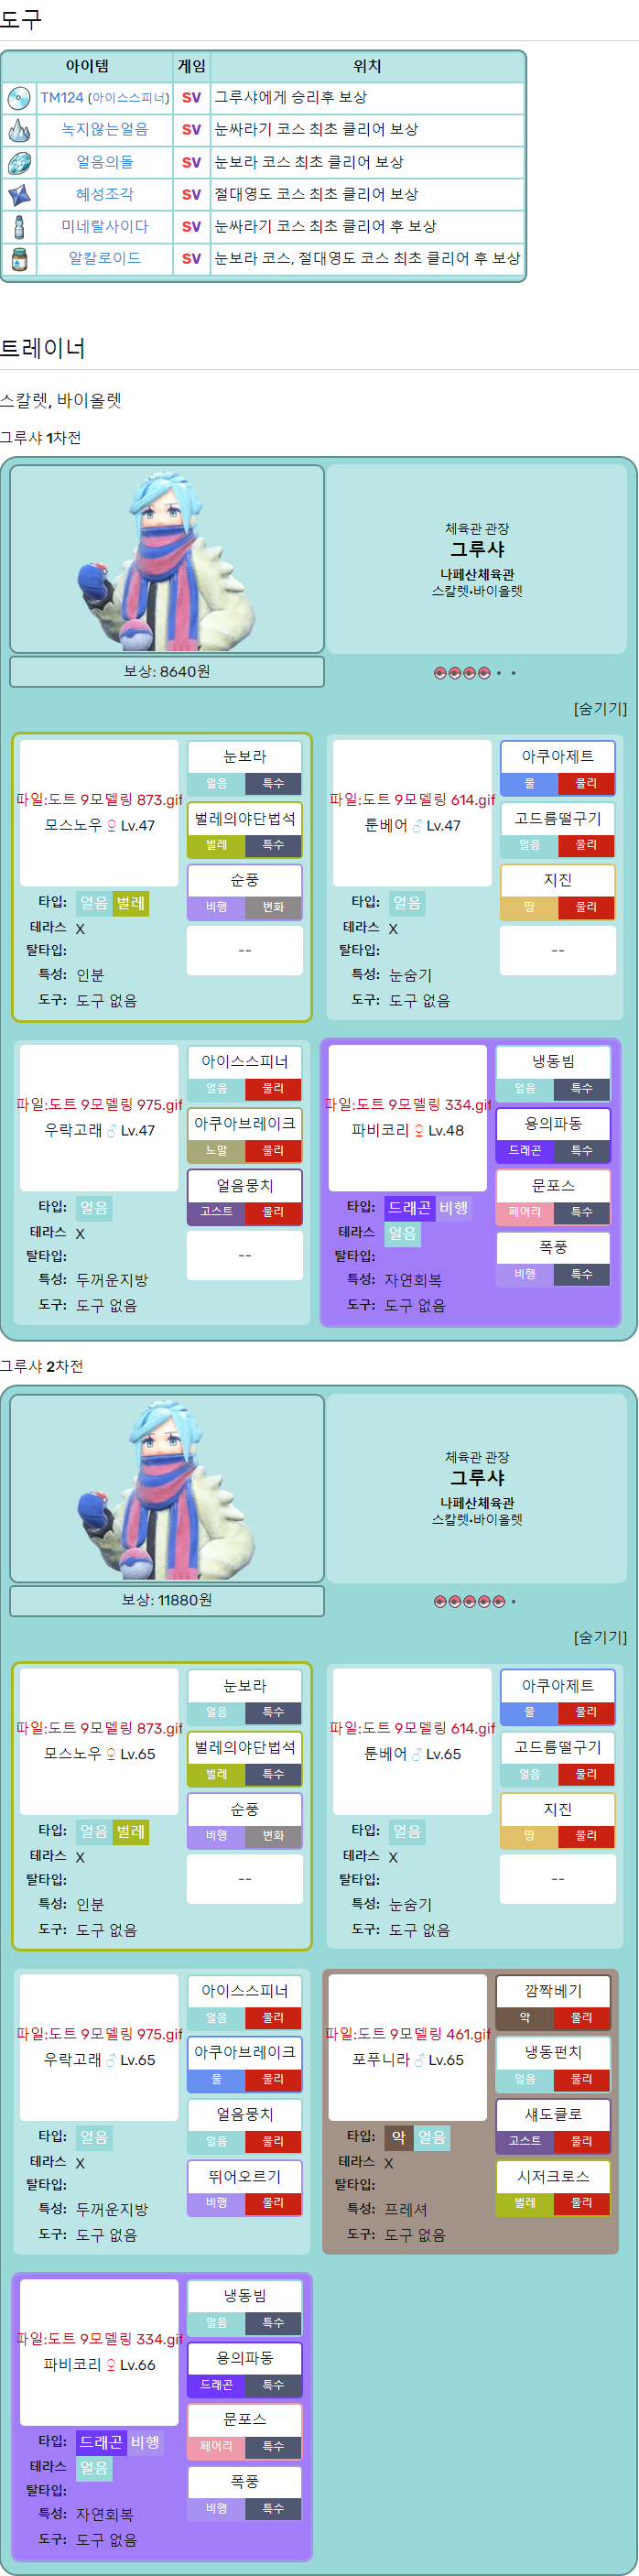 도구
아이템 게임 위치
TM124 (아이스스피너) SV 그루샤에게 승리후 보상
녹지않는얼음 SV 눈싸라기 코스 최초 클리어 보상
얼음의돌 SV 눈보라 코스 최초 클리어 보상
혜성조각 SV 절대영도 코스 최초 클리어 보상
미네랄사이다 SV 눈싸라기 코스 최초 클리어 후 보상
알칼로이드 SV 눈보라 코스, 절대영도 코스 최초 클리어 후 보상
트레이너
스칼렛, 바이올렛
그루샤 1차전
체육관 관장
그루샤
나페산체육관
스칼렛•바이올렛
보상: 8640원
[숨기기]
파일:도트 9모델링 873.gif
모스노우 ♀ Lv.47
타입: 얼음 벌레
테라스탈타입: X
특성: 인분
도구: 도구 없음
눈보라
얼음 특수
벌레의야단법석
벌레 특수
순풍
비행 변화
--
파일:도트 9모델링 614.gif
툰베어 ♂ Lv.47
타입: 얼음
테라스탈타입: X
특성: 눈숨기
도구: 도구 없음
아쿠아제트
물 물리
고드름떨구기
얼음 물리
지진
땅 물리
--
파일:도트 9모델링 975.gif
우락고래 ♂ Lv.47
타입: 얼음
테라스탈타입: X
특성: 두꺼운지방
도구: 도구 없음
아이스스피너
얼음 물리
아쿠아브레이크
노말 물리
얼음뭉치
고스트 물리
--
파일:도트 9모델링 334.gif
파비코리 ♀ Lv.48
타입: 드래곤 비행
테라스탈타입: 얼음
특성: 자연회복
도구: 도구 없음
냉동빔
얼음 특수
용의파동
드래곤 특수
문포스
페어리 특수
폭풍
비행 특수
그루샤 2차전
체육관 관장
그루샤
나페산체육관
스칼렛•바이올렛
보상: 11880원
[숨기기]
파일:도트 9모델링 873.gif
모스노우 ♀ Lv.65
타입: 얼음 벌레
테라스탈타입: X
특성: 인분
도구: 도구 없음
눈보라
얼음 특수
벌레의야단법석
벌레 특수
순풍
비행 변화
--
파일:도트 9모델링 614.gif
툰베어 ♂ Lv.65
타입: 얼음
테라스탈타입: X
특성: 눈숨기
도구: 도구 없음
아쿠아제트
물 물리
고드름떨구기
얼음 물리
지진
땅 물리
--
파일:도트 9모델링 975.gif
우락고래 ♂ Lv.65
타입: 얼음
테라스탈타입: X
특성: 두꺼운지방
도구: 도구 없음
아이스스피너
얼음 물리
아쿠아브레이크
물 물리
얼음뭉치
얼음 물리
뛰어오르기
비행 물리
파일:도트 9모델링 461.gif
포푸니라 ♂ Lv.65
타입: 악 얼음
테라스탈타입: X
특성: 프레셔
도구: 도구 없음
깜짝베기
악 물리
냉동펀치
얼음 물리
섀도클로
고스트 물리
시저크로스
벌레 물리
파일:도트 9모델링 334.gif
파비코리 ♀ Lv.66
타입: 드래곤 비행
테라스탈타입: 얼음
특성: 자연회복
도구: 도구 없음
냉동빔
얼음 특수
용의파동
드래곤 특수
문포스
페어리 특수
폭풍
비행 특수